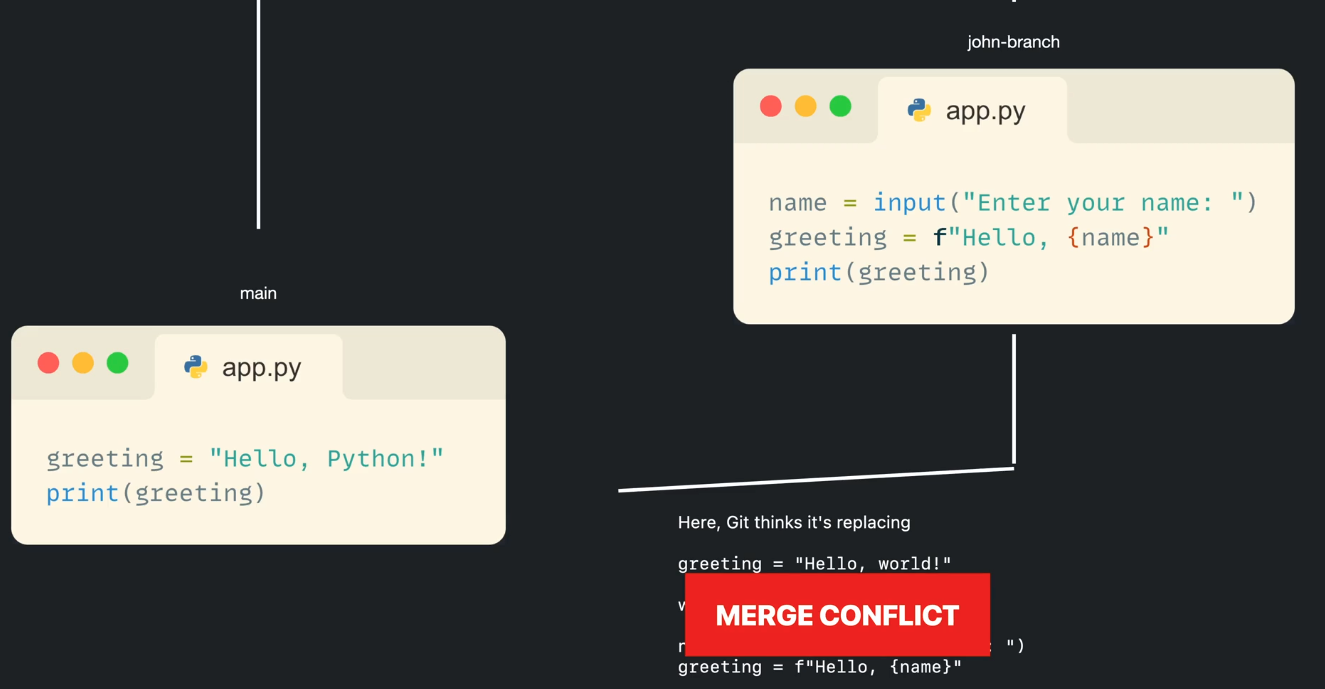 john-branch
app.py
name = input("Enter your name: ")
greeting = f"Hello, {name}"
print(greeting)
main
app.py
greeting = "Hello, Python!"
print(greeting)
Here, Git thinks it's replacing
greeting = "Hello, world!"
MERGE CONFLICT
")
greeting = f"Hello, {name}"